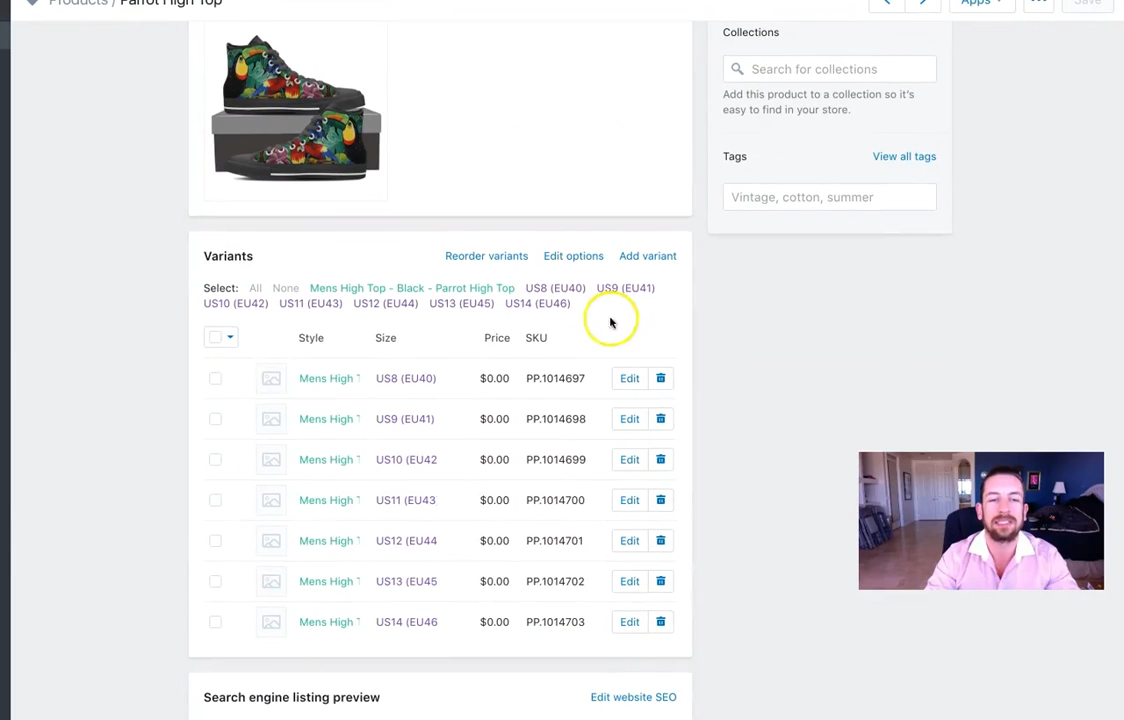 Products / Parrot High Top
Apps
Save
Collections
Search for collections
Add this product to a collection so it's
easy to find in your store.
Tags View all tags
Vintage, cotton, summer
Variants Reorder variants Edit options Add variant
Select: All None Mens High Top - Black - Parrot High Top US8 (EU40) US9 (EU41)
US10 (EU42) US11 (EU43) US12 (EU44) US13 (EU45) US14 (EU46)
Style Size Price SKU
Mens High T US8 (EU40) $0.00 PP.1014697 Edit
Mens High T US9 (EU41) $0.00 PP.1014698 Edit
Mens High T US10 (EU42 $0.00 PP.1014699 Edit
Mens High T US11 (EU43 $0.00 PP.1014700 Edit
Mens High T US12 (EU44 $0.00 PP.1014701 Edit
Mens High T US13 (EU45 $0.00 PP.1014702 Edit
Mens High T US14 (EU46 $0.00 PP.1014703 Edit
Search engine listing preview Edit website SEO